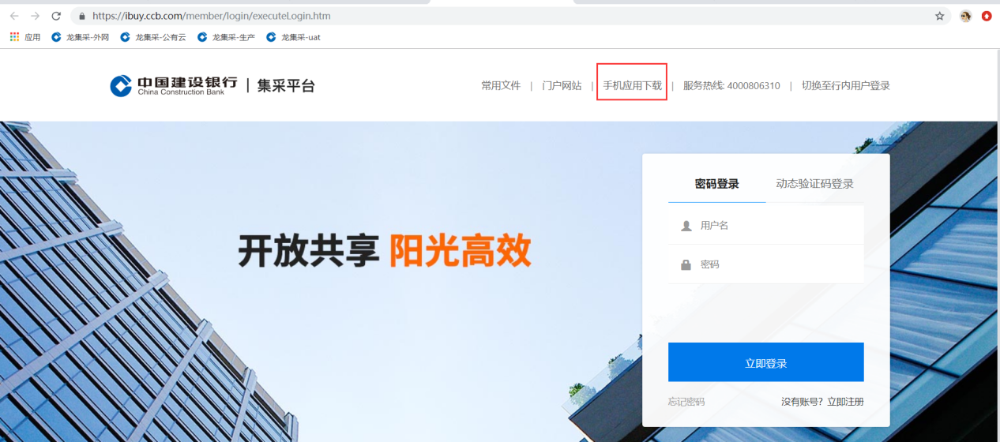 https://ibuy.ccb.com/member/login/executeLogin.htm
应用 龙集采-外网 龙集采-公有云 龙集采-生产 龙集采-uat
中国建设银行 | 集采平台
China Construction Bank
常用文件 | 门户网站 | 手机应用下载 | 服务热线: 4000806310 | 切换至行内用户登录
密码登录 动态验证码登录
用户名
开放共享 阳光高效
密码
立即登录
忘记密码 没有账号? 立即注册